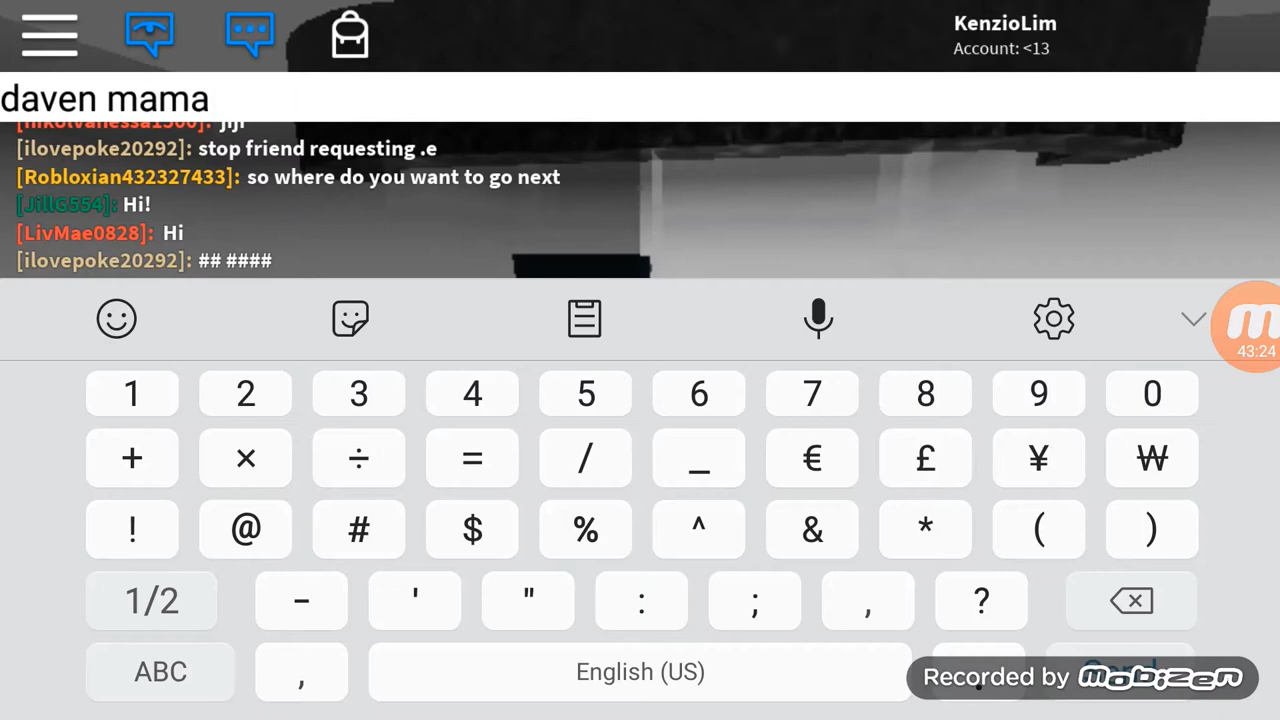 KenzioLim
Account: <13
daven mama
[ilovepoke20292]: stop friend requesting .e
[Robloxian432327433]: so where do you want to go next
[JillG554]: Hi!
[LivMae0828]: Hi
[ilovepoke20292]: ## ####
43:24
1 2 3 4 5 6 7 8 9 0
+ × ÷ = / _ € £ ¥ ₩
! @ # $ % ^ & * ( )
1/2 - ' " : ; , ?
ABC , English (US)
Recorded by mobizen